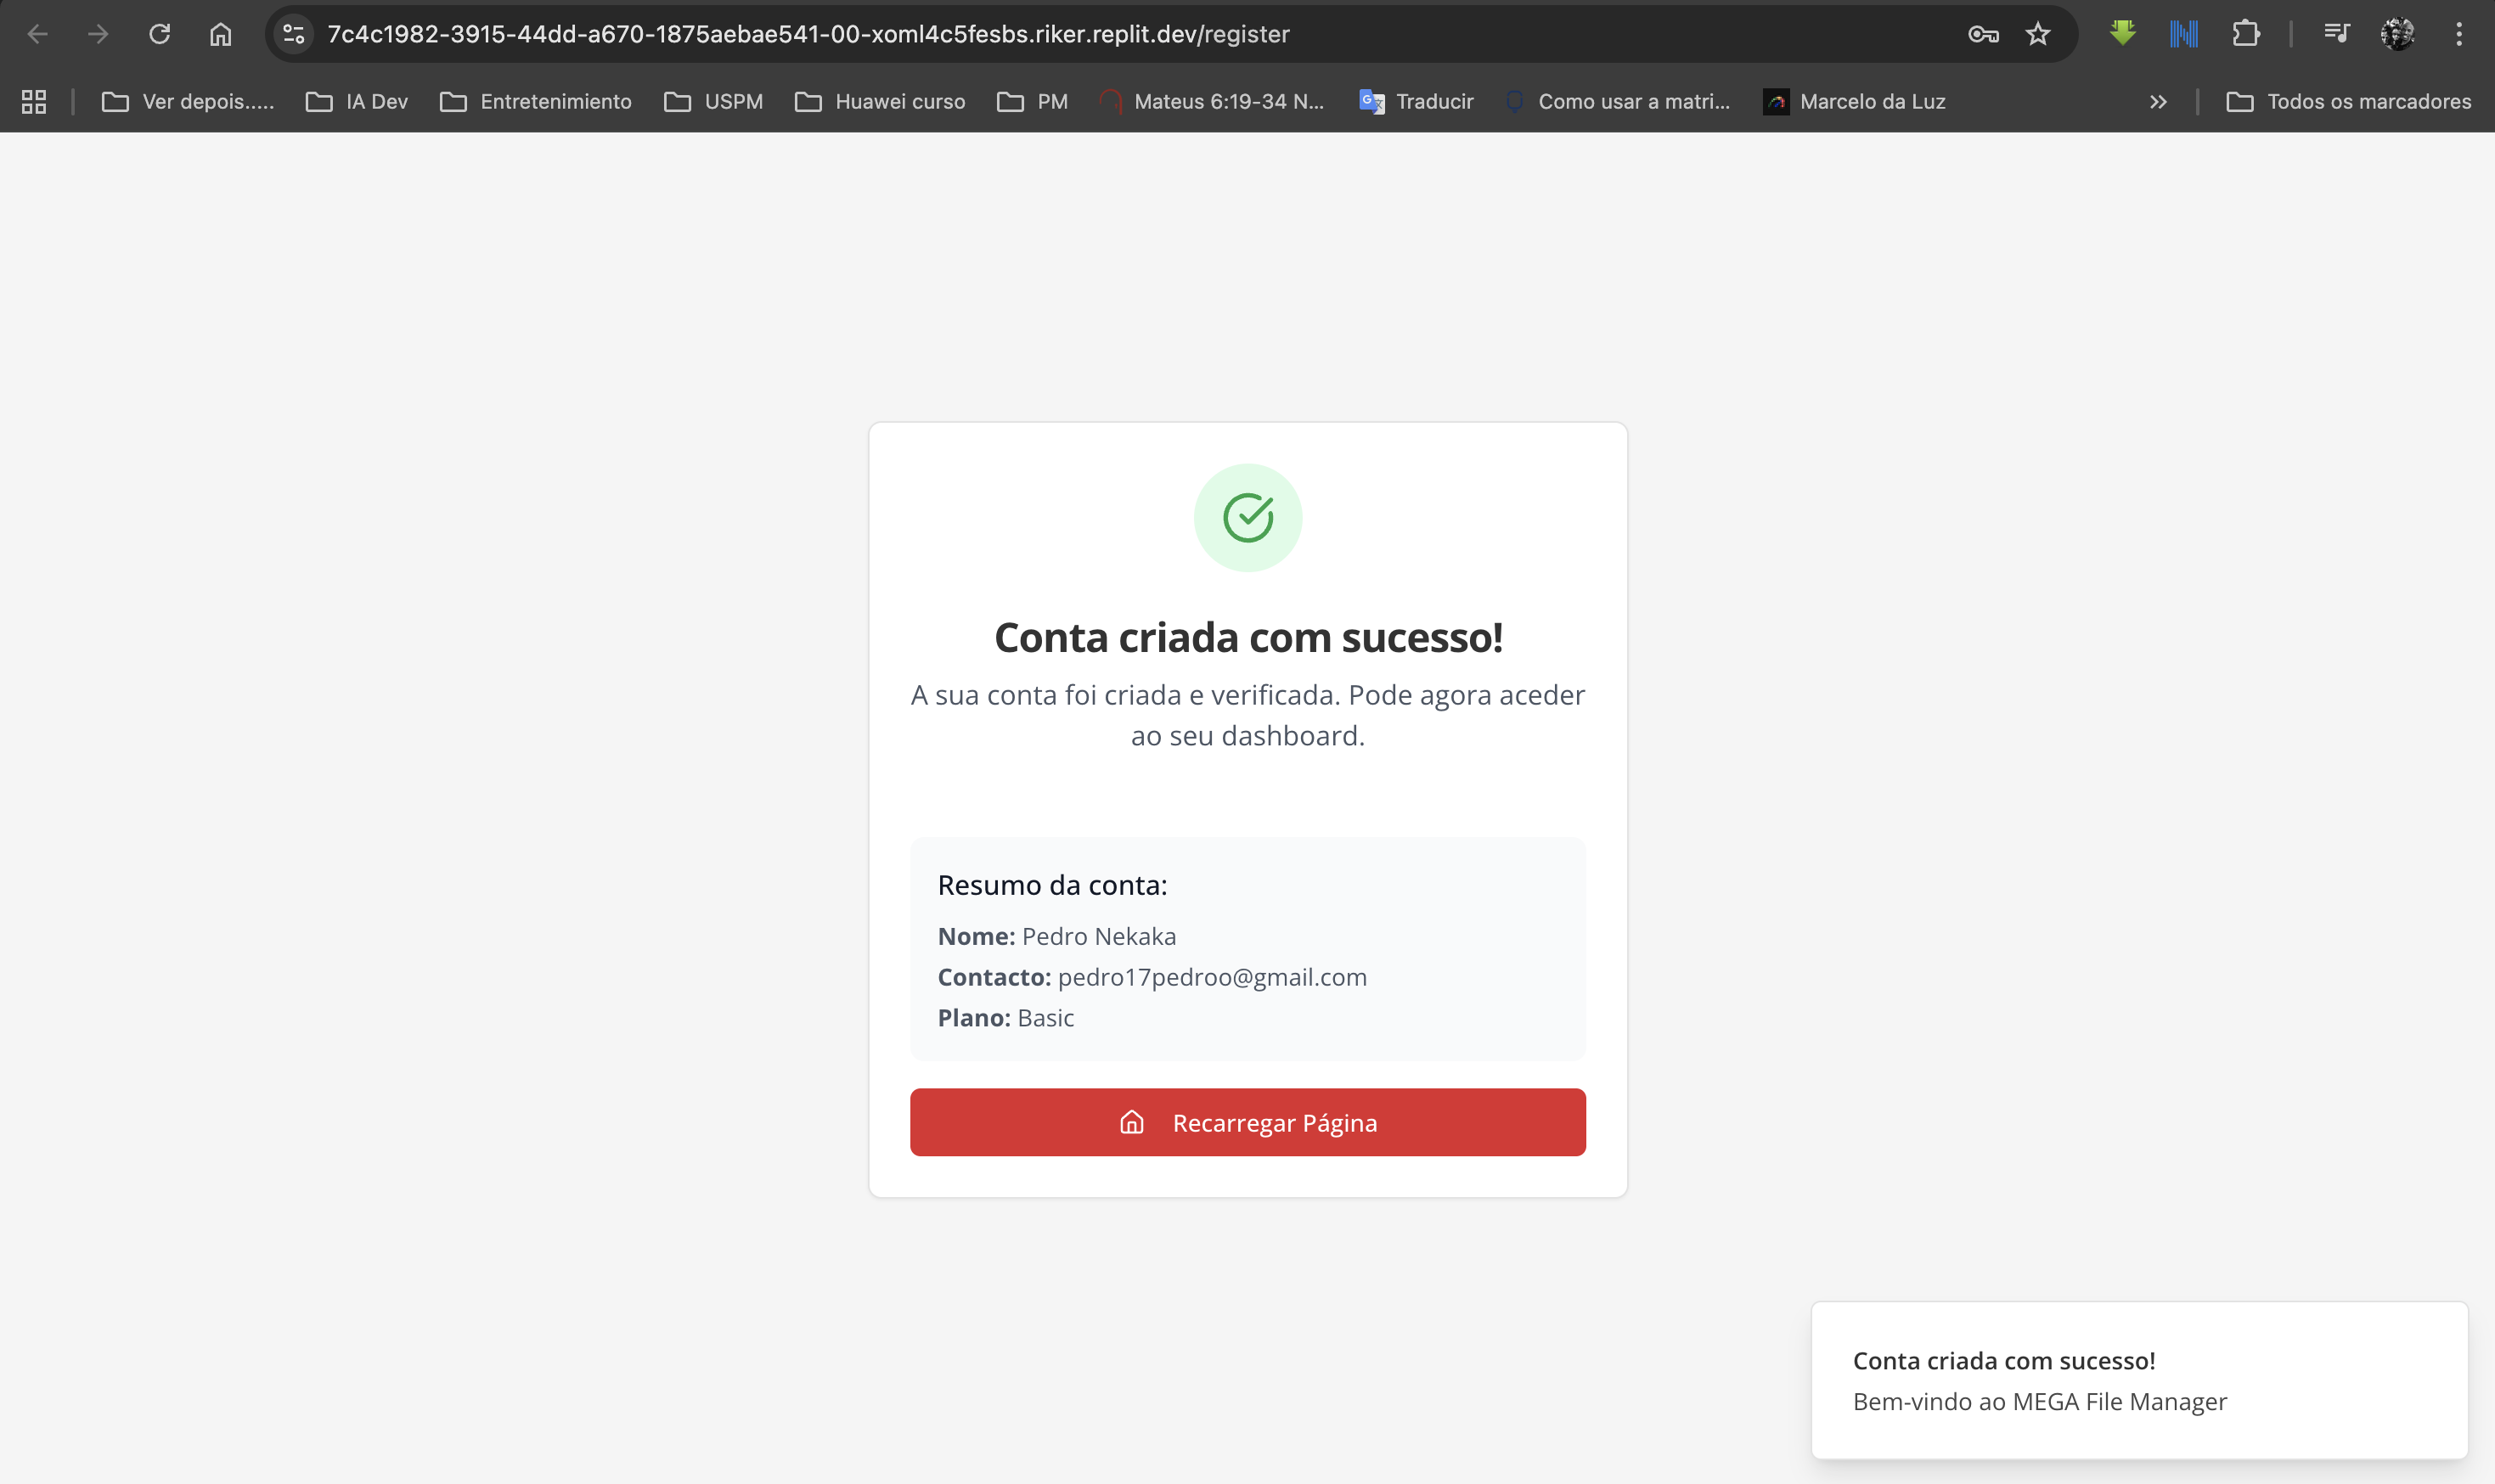 7c4c1982-3915-44dd-a670-1875aebae541-00-xoml4c5fesbs.riker.replit.dev/register
Ver depois..... IA Dev Entretenimiento USPM Huawei curso PM Mateus 6:19-34 N... Traducir Como usar a matri... Marcelo da Luz Todos os marcadores
Conta criada com sucesso!
A sua conta foi criada e verificada. Pode agora aceder
ao seu dashboard.
Resumo da conta:
Nome: Pedro Nekaka
Contacto: pedro17pedroo@gmail.com
Plano: Basic
Recarregar Página
Conta criada com sucesso!
Bem-vindo ao MEGA File Manager